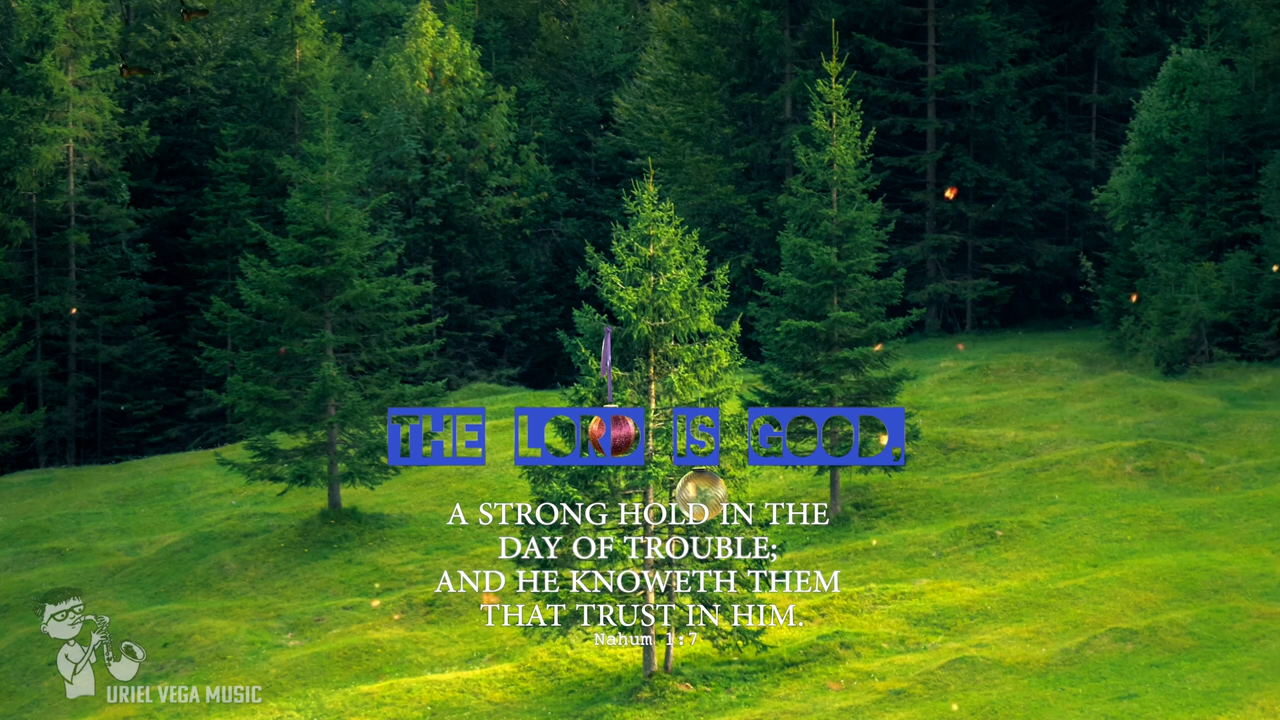 THE LORD IS GOOD,
A STRONG HOLD IN THE
DAY OF TROUBLE;
AND HE KNOWETH THEM
THAT TRUST IN HIM.
Nahum 1:7
URIEL VEGA MUSIC